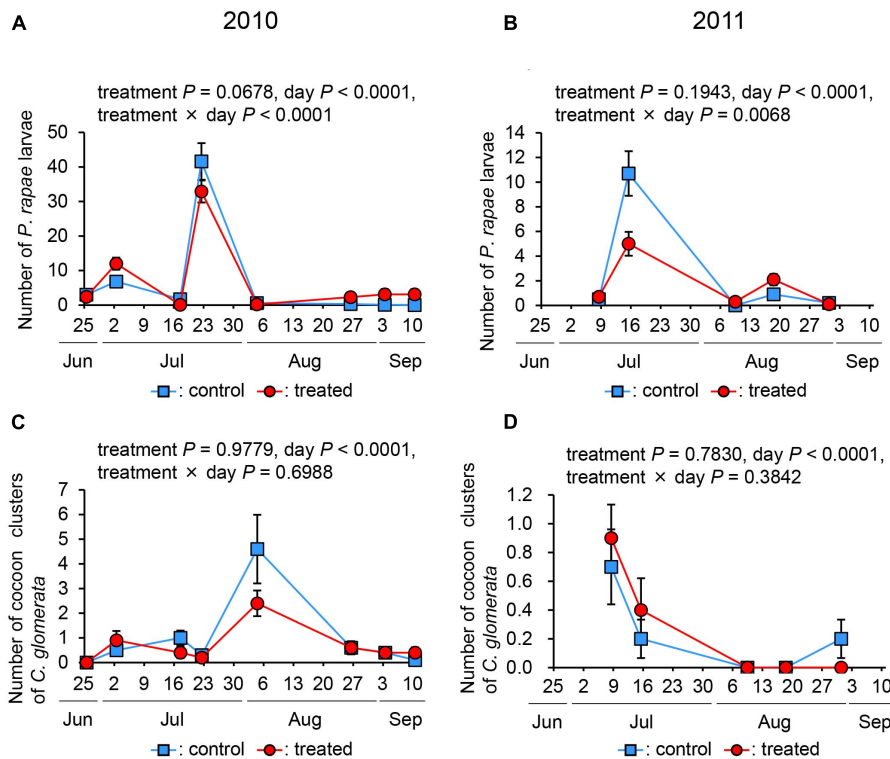 A
2010
B
2011
treatment P = 0.0678, day P < 0.0001,
treatment × day P < 0.0001
treatment P = 0.1943, day P < 0.0001,
treatment × day P = 0.0068
Number of P. rapae larvae
50
40
30
20
10
0
25 2 9 16 23 30 6 13 20 27 3 10
Jun Jul Aug Sep
: control : treated
Number of P. rapae larvae
14
12
10
8
6
4
2
0
25 2 9 16 23 30 6 13 20 27 3 10
Jun Jul Aug Sep
: control : treated
C
D
treatment P = 0.9779, day P < 0.0001,
treatment × day P = 0.6988
treatment P = 0.7830, day P < 0.0001,
treatment × day P = 0.3842
Number of cocoon clusters
of C. glomerata
7
6
5
4
3
2
1
0
25 2 9 16 23 30 6 13 20 27 3 10
Jun Jul Aug Sep
: control : treated
Number of cocoon clusters
of C. glomerata
1.2
1.0
0.8
0.6
0.4
0.2
0.0
25 2 9 16 23 30 6 13 20 27 3 10
Jun Jul Aug Sep
: control : treated